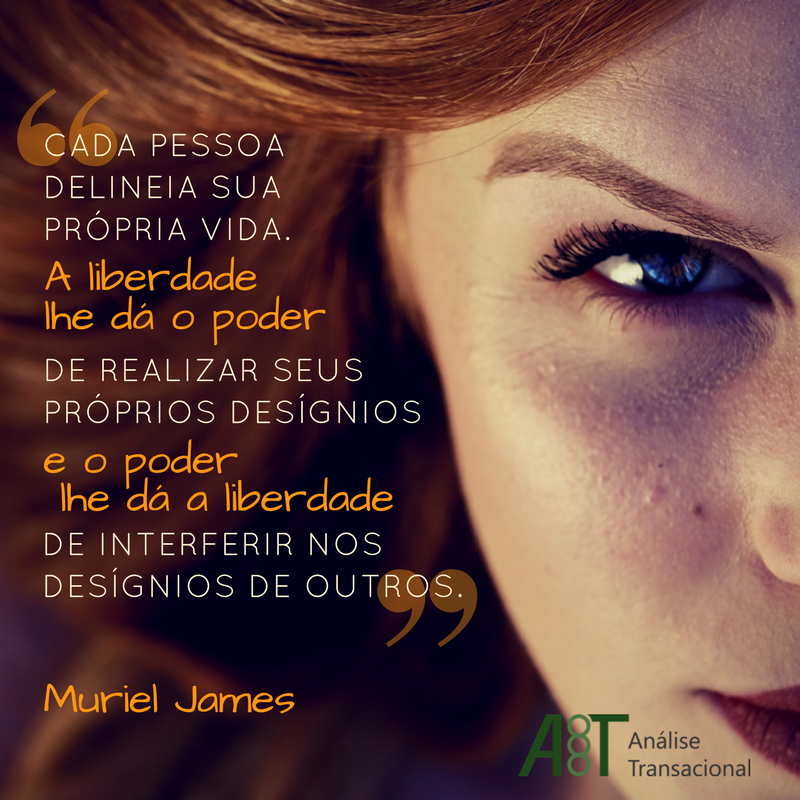 CADA PESSOA
DELINEIA SUA
PRÓPRIA VIDA.
A liberdade
lhe dá o poder
DE REALIZAR SEUS
PRÓPRIOS DESÍGNIOS
e o poder
lhe dá a liberdade
DE INTERFERIR NOS
DESÍGNIOS DE OUTROS.
Muriel James
A8T Análise
Transacional